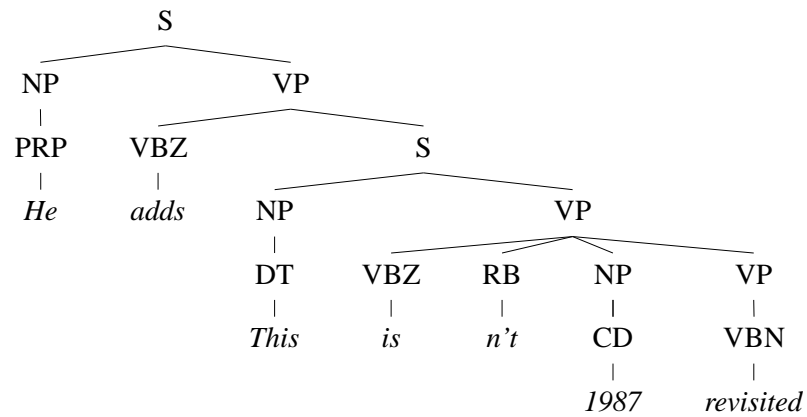 S
NP VP
PRP VBZ S
He adds NP VP
DT VBZ RB NP VP
This is n't CD VBN
1987 revisited